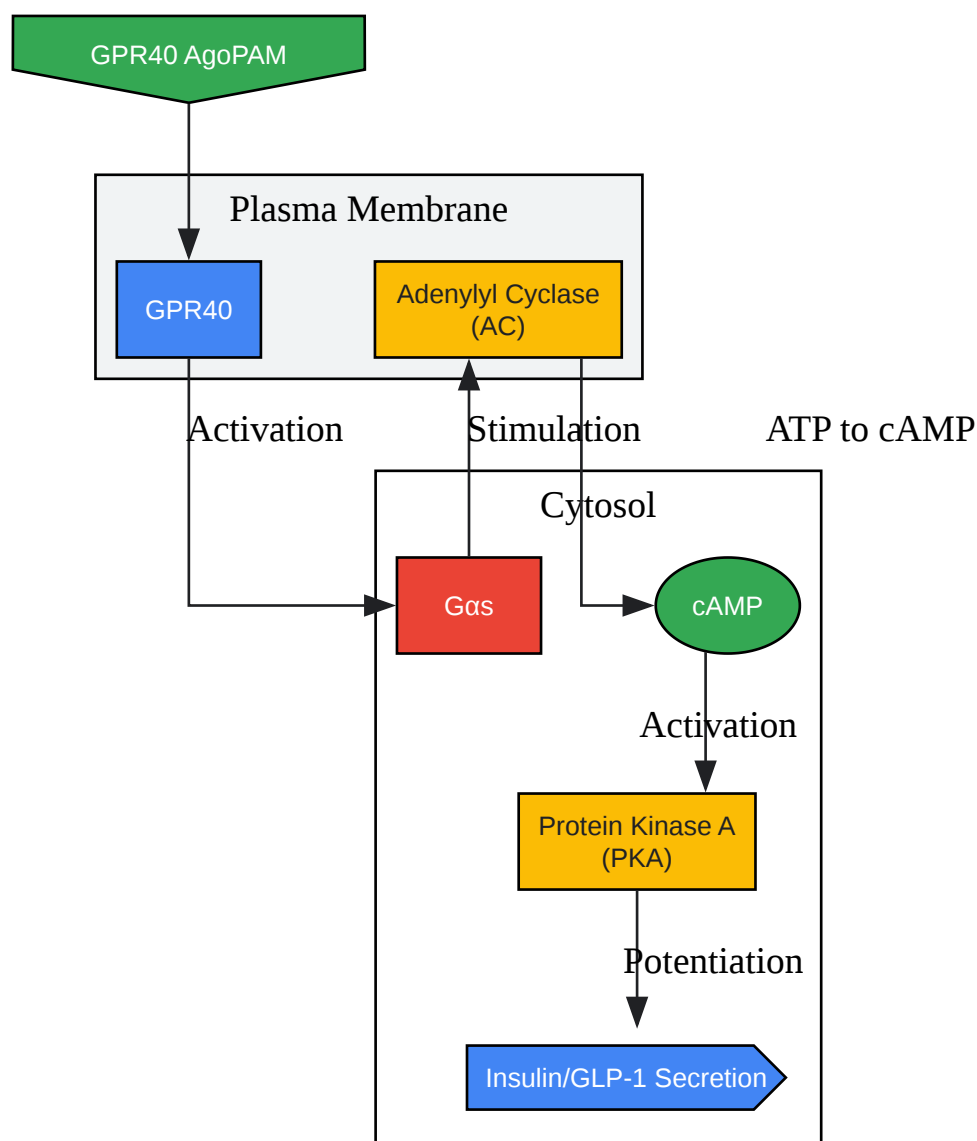 GPR40 AgoPAM
Plasma Membrane
GPR40
Adenylyl Cyclase
(AC)
Activation
Stimulation
ATP to cAMP
Cytosol
Gαs
cAMP
Activation
Protein Kinase A
(PKA)
Potentiation
Insulin/GLP-1 Secretion